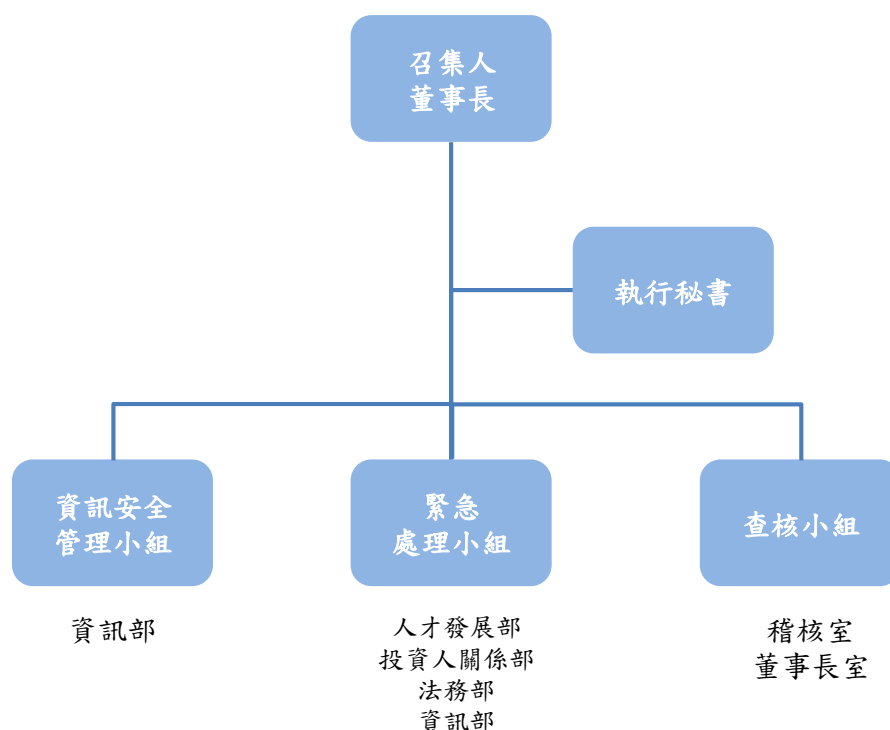 召集人
董事長
執行秘書
資訊安全
管理小組
緊急
處理小組
查核小組
資訊部
人才發展部
投資人關係部
法務部
資訊部
稽核室
董事長室